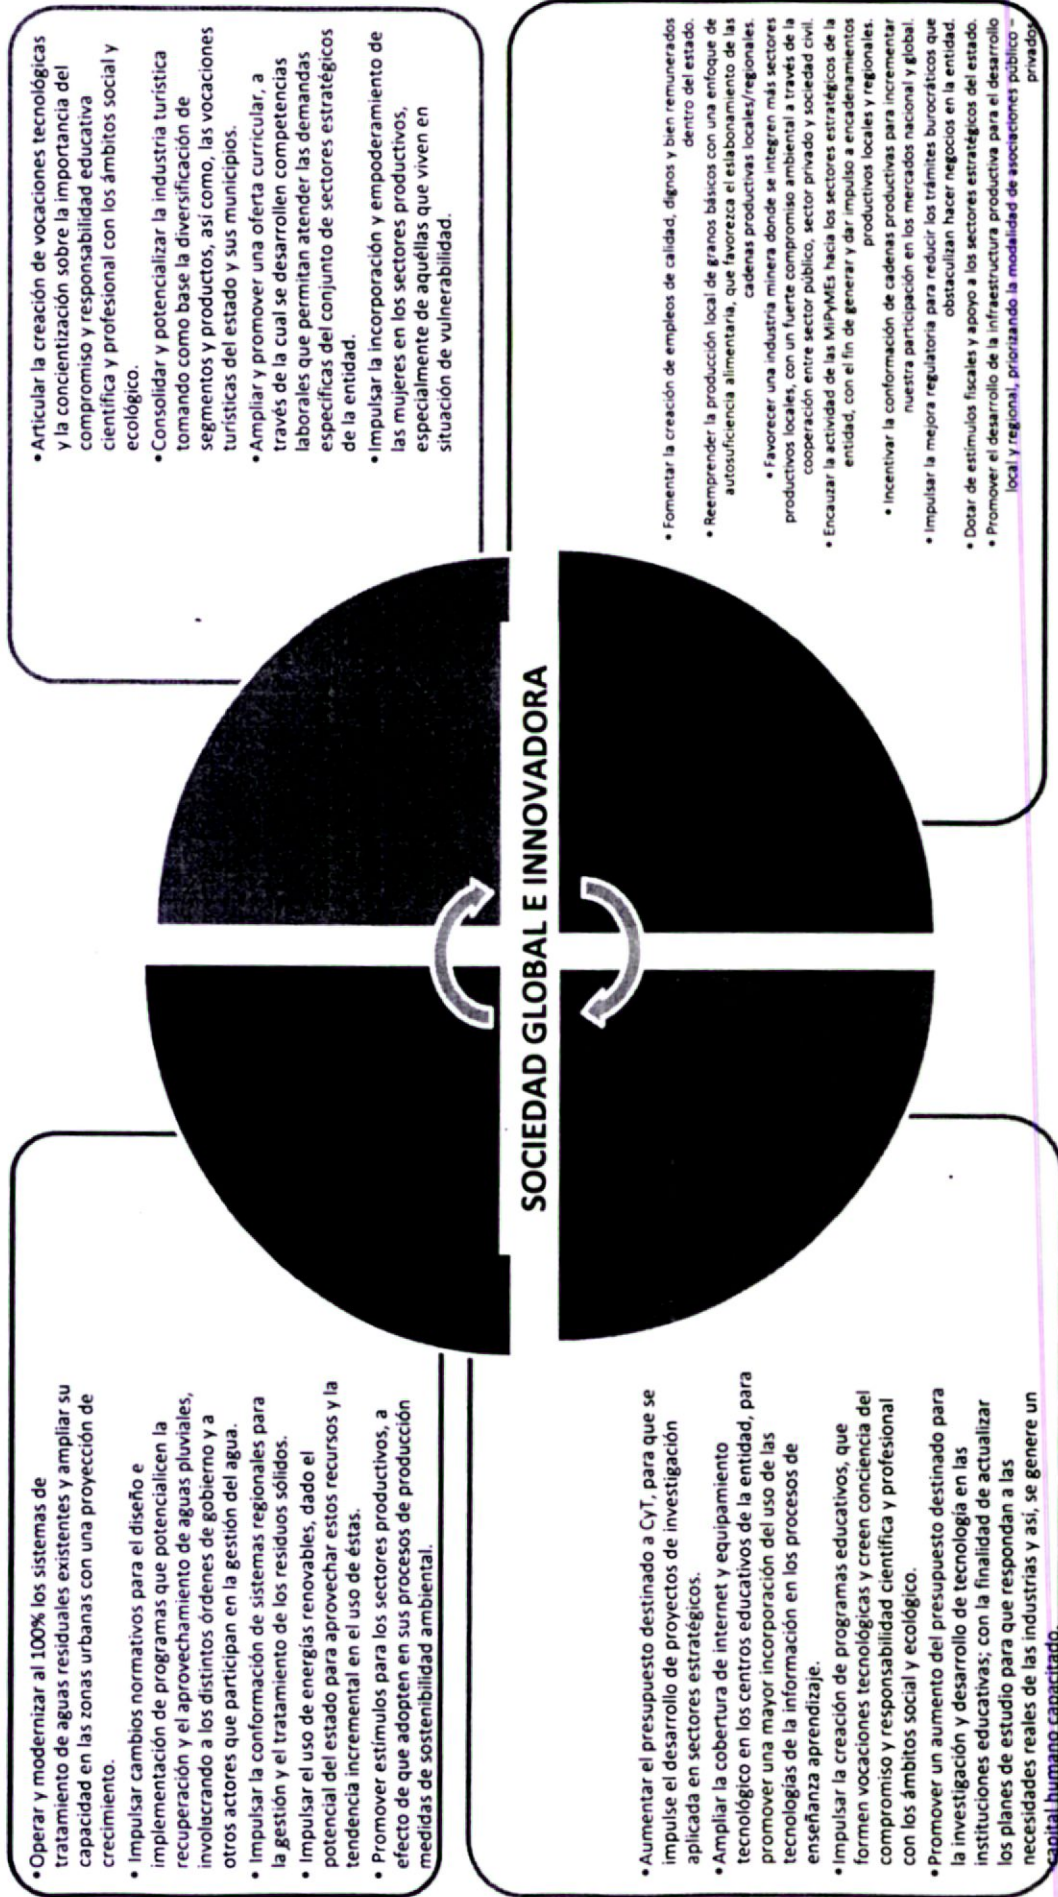 • Operar y modernizar al 100% los sistemas de
tratamiento de aguas residuales existentes y ampliar su
capacidad en las zonas urbanas con una proyección de
crecimiento.
• Impulsar cambios normativos para el diseño e
implementación de programas que potencialicen la
recuperación y el aprovechamiento de aguas pluviales,
involucrando a los distintos órdenes de gobierno y a
otros actores que participan en la gestión del agua.
• Impulsar la conformación de sistemas regionales para
la gestión y el tratamiento de los residuos sólidos.
• Impulsar el uso de energías renovables, dado el
potencial del estado para aprovechar estos recursos y la
tendencia incremental en el uso de éstas.
• Promover estímulos para los sectores productivos, a
efecto de que adopten en sus procesos de producción
medidas de sostenibilidad ambiental.
• Articular la creación de vocaciones tecnológicas
y la concientización sobre la importancia del
compromiso y responsabilidad educativa
científica y profesional con los ámbitos social y
ecológico.
• Consolidar y potencializar la industria turística
tomando como base la diversificación de
segmentos y productos, así como, las vocaciones
turísticas del estado y sus municipios.
• Ampliar y promover una oferta curricular, a
través de la cual se desarrollen competencias
laborales que permitan atender las demandas
específicas del conjunto de sectores estratégicos
de la entidad.
• Impulsar la incorporación y empoderamiento de
las mujeres en los sectores productivos,
especialmente de aquéllas que viven en
situación de vulnerabilidad.
SOCIEDAD GLOBAL E INNOVADORA
• Aumentar el presupuesto destinado a CyT, para que se
impulse el desarrollo de proyectos de investigación
aplicada en sectores estratégicos.
• Ampliar la cobertura de internet y equipamiento
tecnológico en los centros educativos de la entidad, para
promover una mayor incorporación del uso de las
tecnologías de la información en los procesos de
enseñanza aprendizaje.
• Impulsar la creación de programas educativos, que
formen vocaciones tecnológicas y creen conciencia del
compromiso y responsabilidad científica y profesional
con los ámbitos social y ecológico.
• Promover un aumento del presupuesto destinado para
la investigación y desarrollo de tecnología en las
instituciones educativas; con la finalidad de actualizar
los planes de estudio para que respondan a las
necesidades reales de las industrias y así, se genere un
capital humano capacitado.
• Fomentar la creación de empleos de calidad, dignos y bien remunerados
dentro del estado.
• Reemprender la producción local de granos básicos con una enfoque de
autosuficiencia alimentaria, que favorezca el eslabonamiento de las
cadenas productivas locales/regionales.
• Favorecer una industria minera donde se integren más sectores
productivos locales, con un fuerte compromiso ambiental a través de la
cooperación entre sector público, sector privado y sociedad civil.
• Encauzar la actividad de las MiPyMEs hacia los sectores estratégicos de la
entidad, con el fin de generar y dar impulso a encadenamientos
productivos locales y regionales.
• Incentivar la conformación de cadenas productivas para incrementar
nuestra participación en los mercados nacional y global.
• Impulsar la mejora regulatoria para reducir los trámites burocráticos que
obstaculizan hacer negocios en la entidad.
• Dotar de estímulos fiscales y apoyo a los sectores estratégicos del estado.
• Promover el desarrollo de la infraestructura productiva para el desarrollo
local y regional, priorizando la modalidad de asociaciones público –
privados